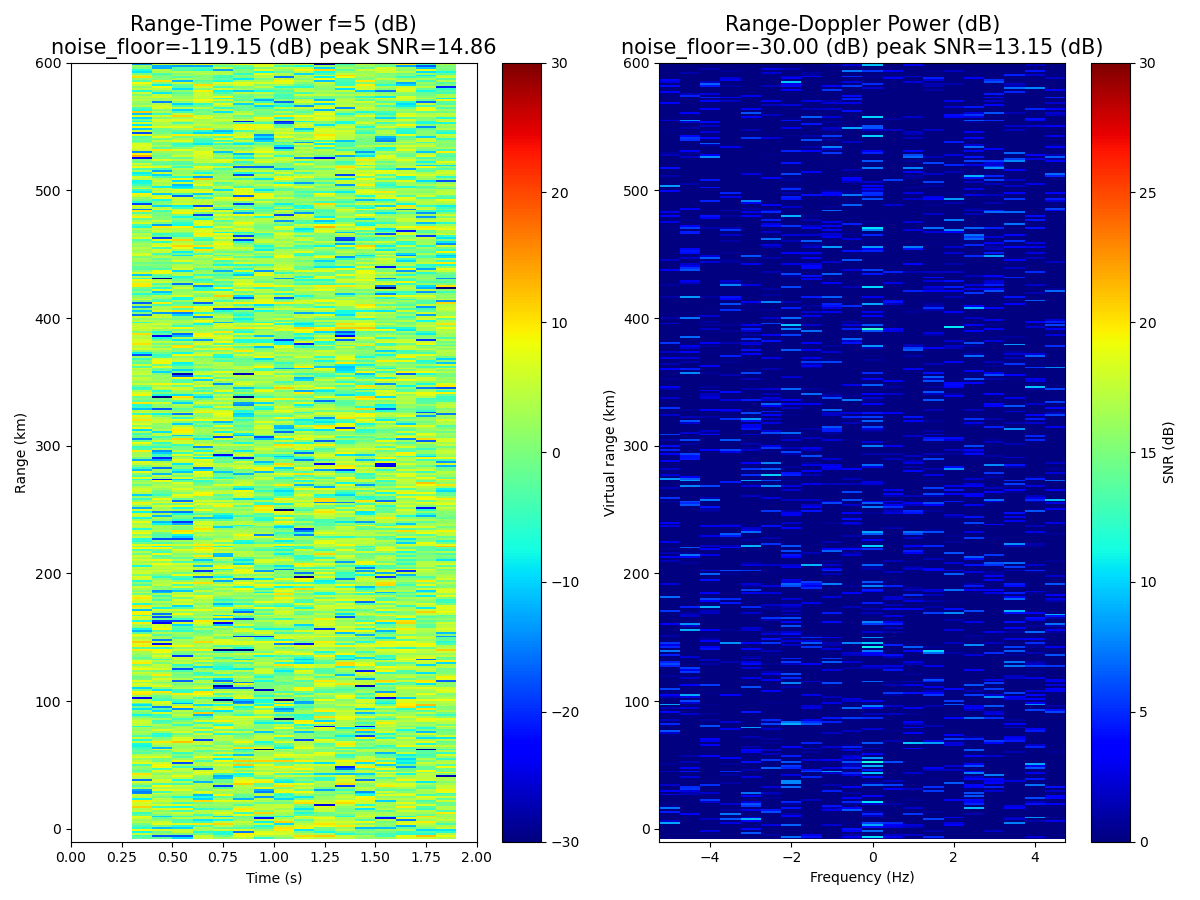 Range-Time Power f=5 (dB)
noise_floor=-119.15 (dB) peak SNR=14.86
Range-Doppler Power (dB)
noise_floor=-30.00 (dB) peak SNR=13.15 (dB)
600
500
400
300
200
100
0
Range (km)
0.00 0.25 0.50 0.75 1.00 1.25 1.50 1.75 2.00
Time (s)
30
20
10
0
−10
−20
−30
600
500
400
300
200
100
0
Virtual range (km)
−4 −2 0 2 4
Frequency (Hz)
30
25
20
15
10
5
0
SNR (dB)